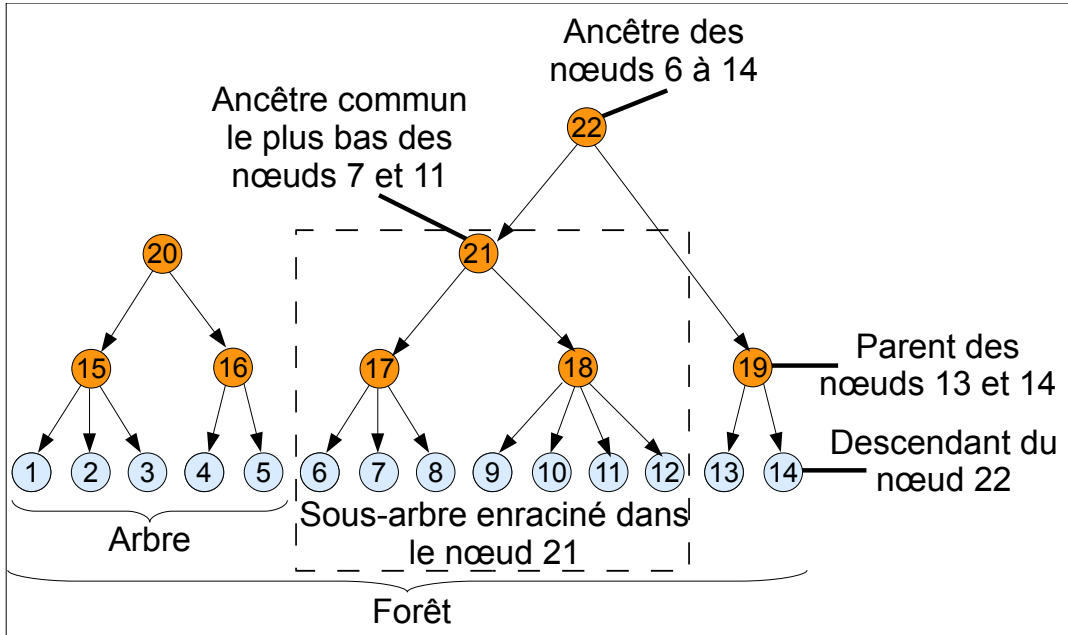 Ancêtre des
nœuds 6 à 14
Ancêtre commun
le plus bas des
nœuds 7 et 11
22
20
21
15
16
17
18
19
Parent des
nœuds 13 et 14
1 2 3 4 5 6 7 8 9 10 11 12 13 14
Descendant du
nœud 22
Arbre
Sous-arbre enraciné dans
le nœud 21
Forêt